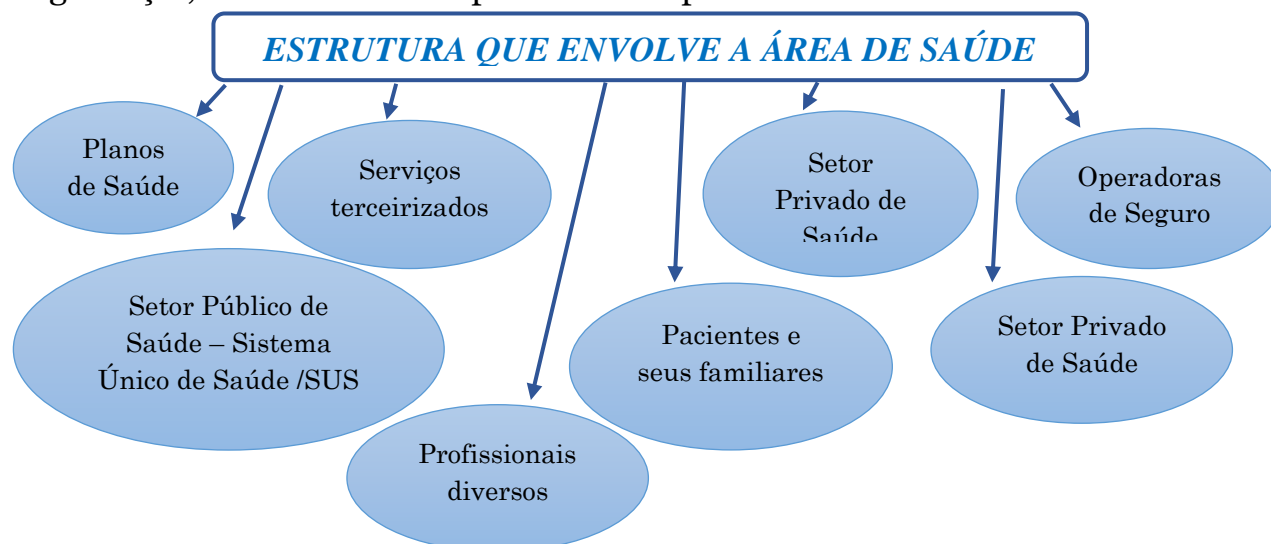 ESTRUTURA QUE ENVOLVE A ÁREA DE SAÚDE
Planos
de Saúde
Serviços
terceirizados
Setor
Privado de
Saúde
Operadoras
de Seguro
Setor Público de
Saúde – Sistema
Único de Saúde /SUS
Pacientes e
seus familiares
Setor Privado
de Saúde
Profissionais
diversos